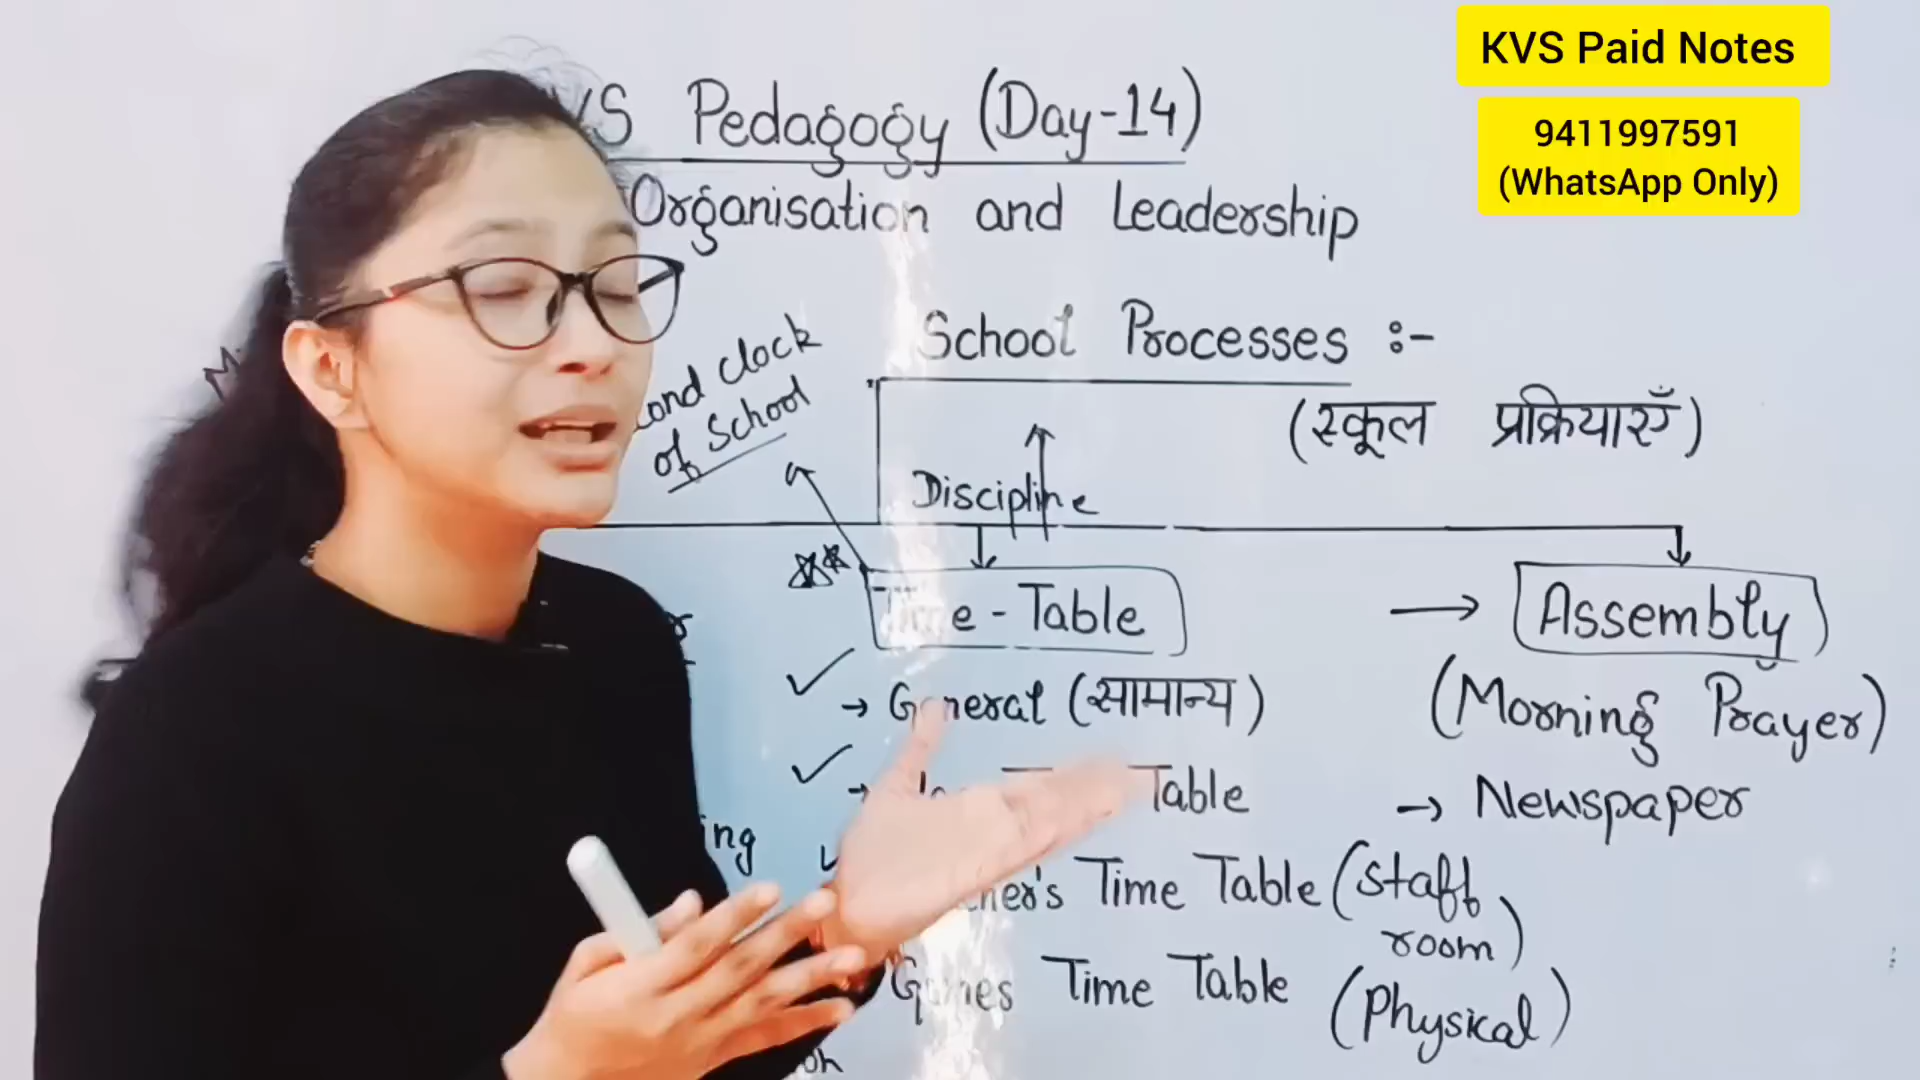 KVS Paid Notes
9411997591
(WhatsApp Only)
Pedagogy (Day-14)
Organisation and Leadership
School Processes :-
(स्कूल प्रक्रियाएँ)
clock
of School
Discipline
Time-Table
Assembly
→ General (सामान्य)
(Morning Prayer)
Table
→ Newspaper
Time Table (Staff room)
Games Time Table (Physical)